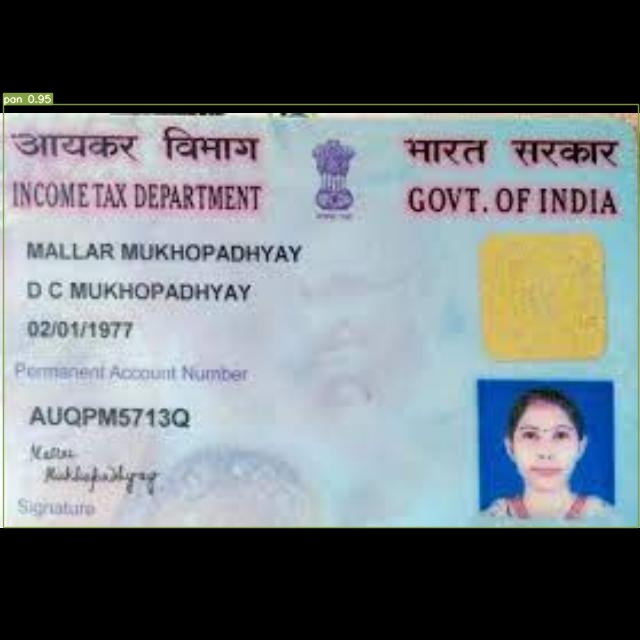 pan 0.95
आयकर विभाग
भारत सरकार
INCOME TAX DEPARTMENT
GOVT. OF INDIA
MALLAR MUKHOPADHYAY
D C MUKHOPADHYAY
02/01/1977
Permanent Account Number
AUQPM5713Q
Mallar
Mukhopadhyay
Signature